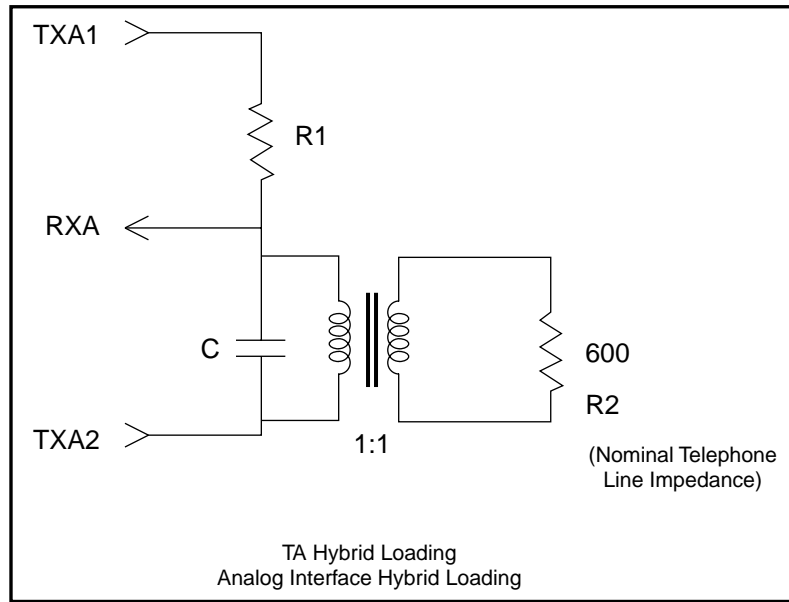 TXA1
R1
RXA
C
600
R2
TXA2
1:1
(Nominal Telephone
Line Impedance)
TA Hybrid Loading
Analog Interface Hybrid Loading